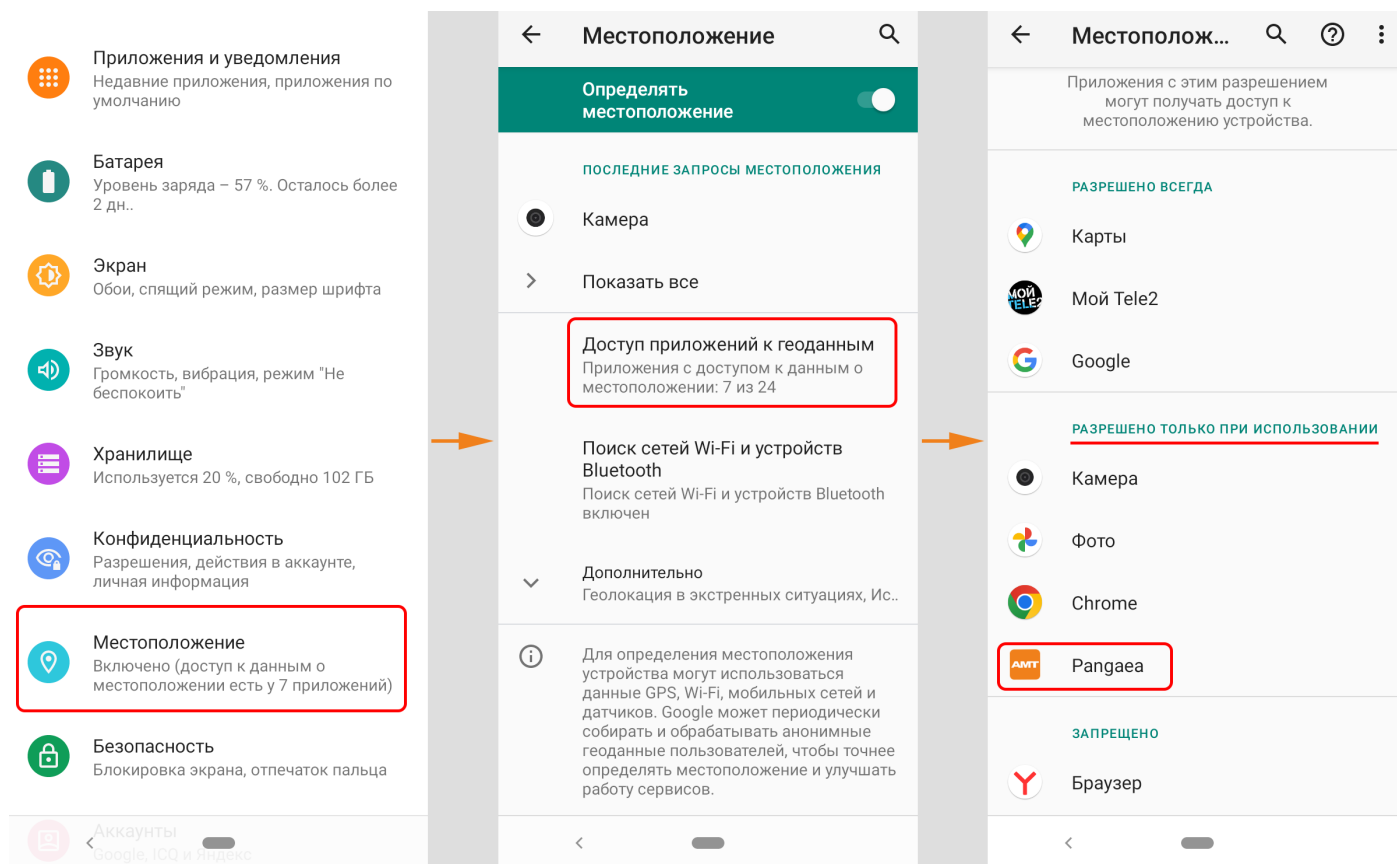 Приложения и уведомления
Недавние приложения, приложения по
умолчанию
Батарея
Уровень заряда – 57 %. Осталось более
2 дн..
Экран
Обои, спящий режим, размер шрифта
Звук
Громкость, вибрация, режим "Не
беспокоить"
Хранилище
Используется 20 %, свободно 102 ГБ
Конфиденциальность
Разрешения, действия в аккаунте,
личная информация
Местоположение
Включено (доступ к данным о
местоположении есть у 7 приложений)
Безопасность
Блокировка экрана, отпечаток пальца
Аккаунты
Google, ICQ и Яндекс
Местоположение
Определять
местоположение
ПОСЛЕДНИЕ ЗАПРОСЫ МЕСТОПОЛОЖЕНИЯ
Камера
Показать все
Доступ приложений к геоданным
Приложения с доступом к данным о
местоположении: 7 из 24
Поиск сетей Wi-Fi и устройств
Bluetooth
Поиск сетей Wi-Fi и устройств Bluetooth
включен
Дополнительно
Геолокация в экстренных ситуациях, Ис..
Для определения местоположения
устройства могут использоваться
данные GPS, Wi-Fi, мобильных сетей и
датчиков. Google может периодически
собирать и обрабатывать анонимные
геоданные пользователей, чтобы точнее
определять местоположение и улучшать
работу сервисов.
Местополож...
Приложения с этим разрешением
могут получать доступ к
местоположению устройства.
РАЗРЕШЕНО ВСЕГДА
Карты
МОЙ
TELE2
Мой Tele2
Google
РАЗРЕШЕНО ТОЛЬКО ПРИ ИСПОЛЬЗОВАНИИ
Камера
Фото
Chrome
AMT
Pangaea
ЗАПРЕЩЕНО
Браузер